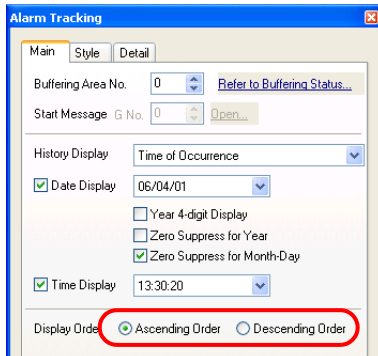 Alarm Tracking
Main Style Detail
Buffering Area No. 0 Refer to Buffering Status...
Start Message G No. 0 Open...
History Display Time of Occurrence
Date Display 06/04/01
Year 4-digit Display
Zero Suppress for Year
Zero Suppress for Month-Day
Time Display 13:30:20
Display Orde Ascending Order Descending Order